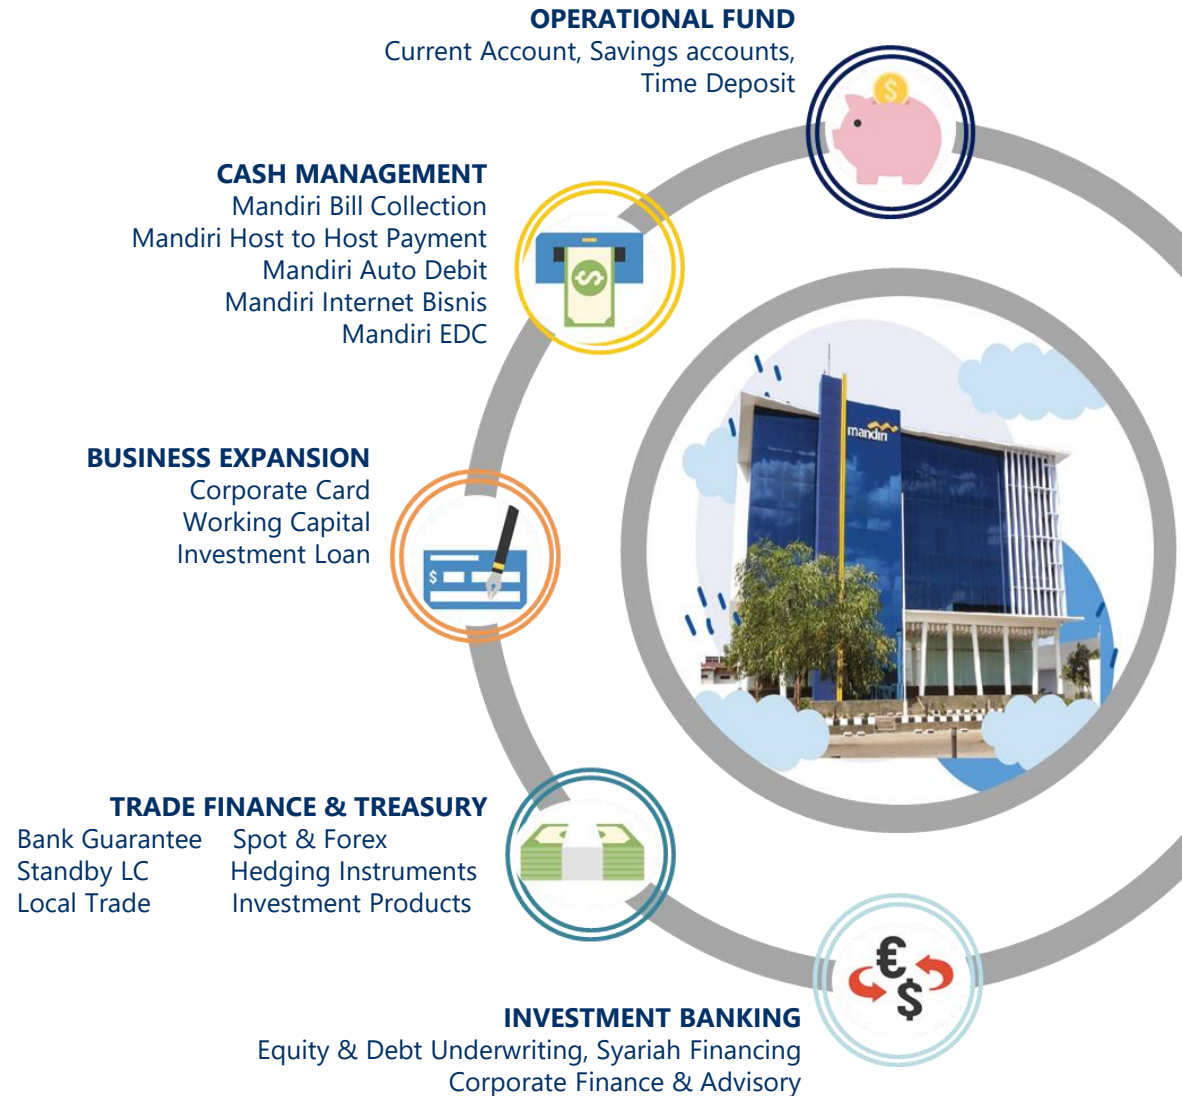 OPERATIONAL FUND
Current Account, Savings accounts,
Time Deposit
CASH MANAGEMENT
Mandiri Bill Collection
Mandiri Host to Host Payment
Mandiri Auto Debit
Mandiri Internet Bisnis
Mandiri EDC
mandiri
BUSINESS EXPANSION
Corporate Card
Working Capital
Investment Loan
TRADE FINANCE & TREASURY
Bank Guarantee Spot & Forex
Standby LC Hedging Instruments
Local Trade Investment Products
INVESTMENT BANKING
Equity & Debt Underwriting, Syariah Financing
Corporate Finance & Advisory